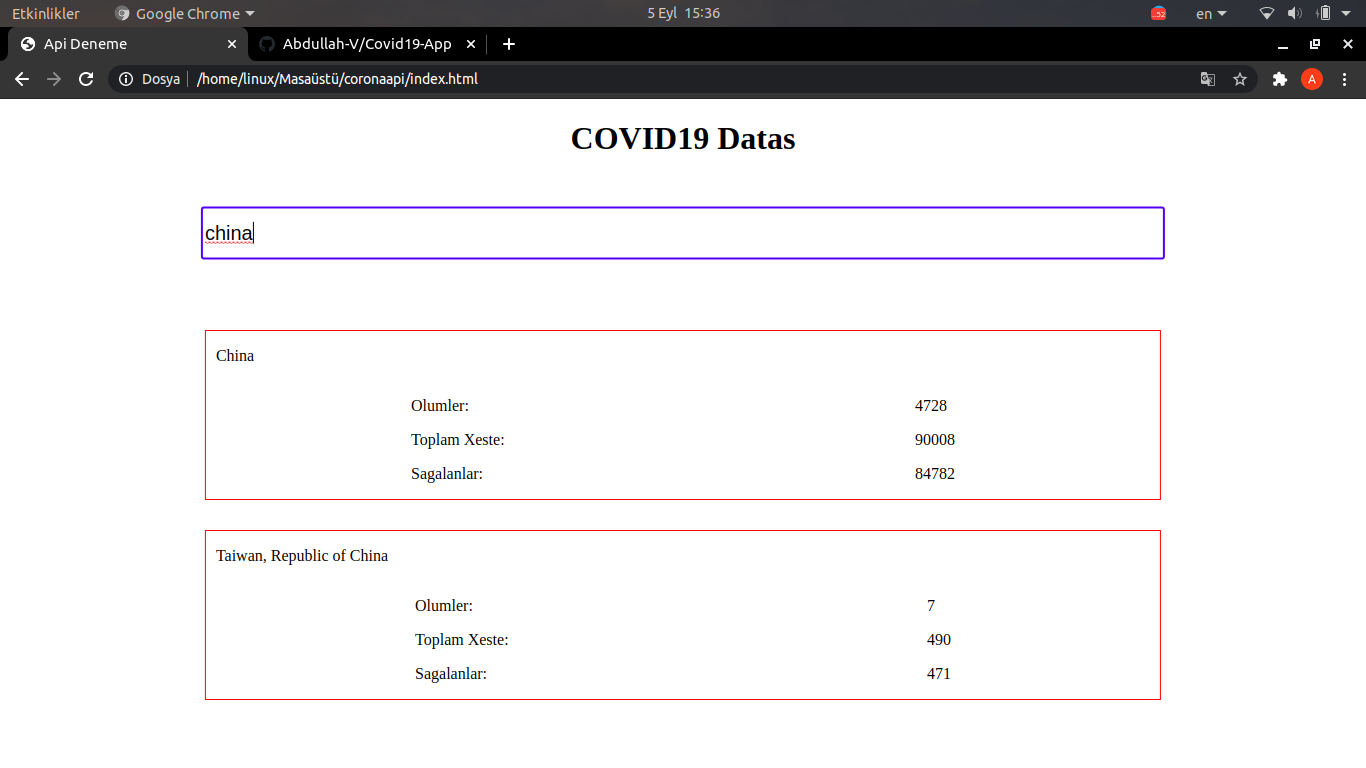 Etkinlikler Google Chrome 5 Eyl 15:36 52 en
Api Deneme Abdullah-V/Covid19-App
Dosya /home/linux/Masaüstü/coronaapi/index.html A
COVID19 Datas
china
China
Olumler: 4728
Toplam Xeste: 90008
Sagalanlar: 84782
Taiwan, Republic of China
Olumler: 7
Toplam Xeste: 490
Sagalanlar: 471